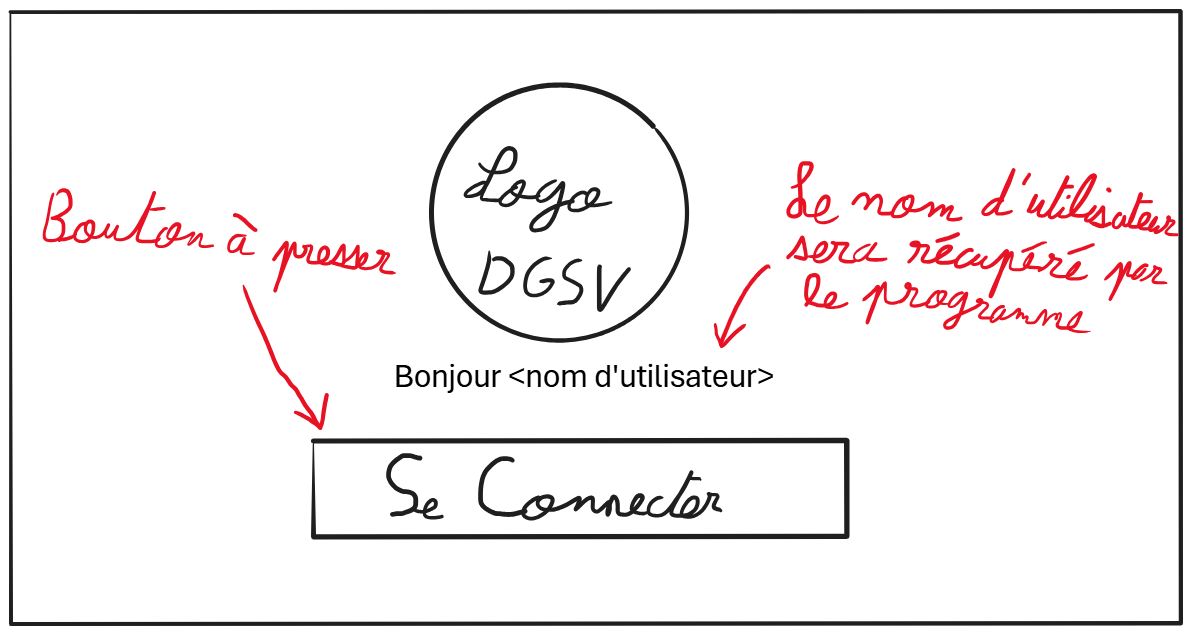 Logo
DGSV
Bouton à presser
Le nom d'utilisateur
sera récupéré par
le programme
Bonjour <nom d'utilisateur>
Se Connecter